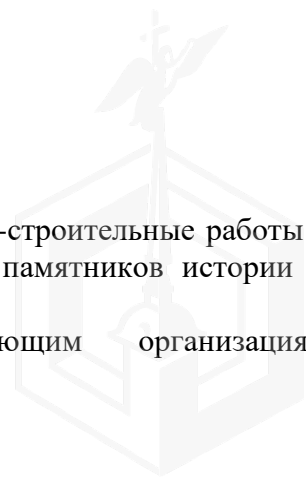 -строительные работы
памятников истории
ющим организация